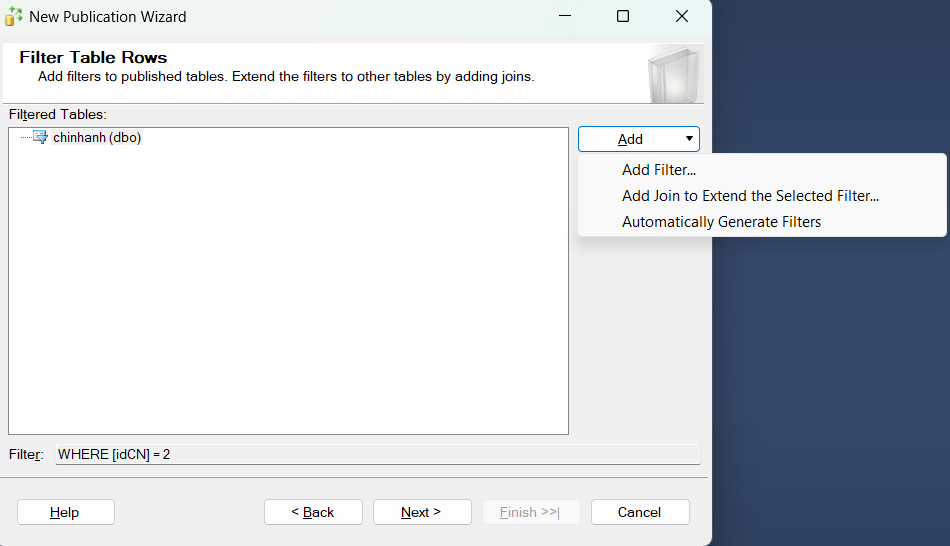 New Publication Wizard
Filter Table Rows
Add filters to published tables. Extend the filters to other tables by adding joins.
Filtered Tables:
chinhanh (dbo)
Add
Add Filter...
Add Join to Extend the Selected Filter...
Automatically Generate Filters
Filter: WHERE [idCN] = 2
Help < Back Next > Finish >>| Cancel